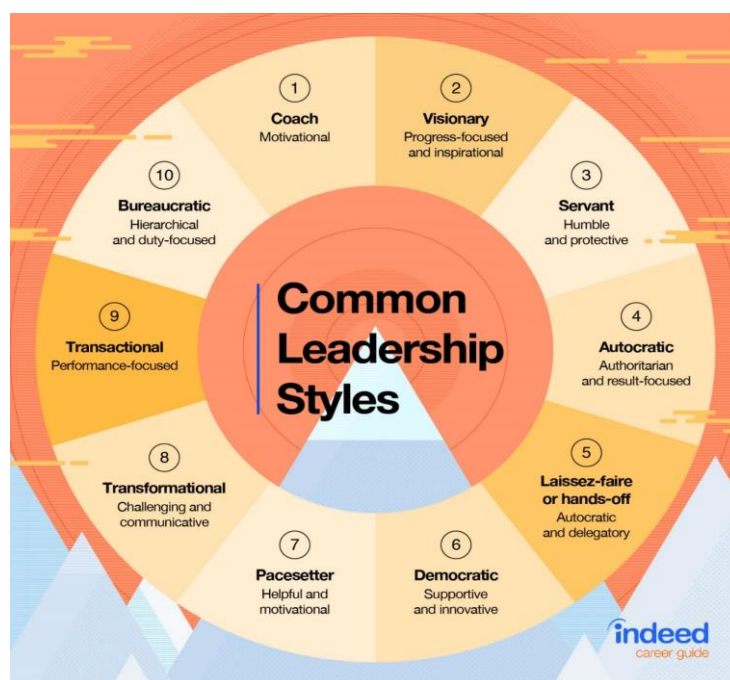 Common
Leadership
Styles
1
Coach
Motivational
2
Visionary
Progress-focused
and inspirational
3
Servant
Humble
and protective
4
Autocratic
Authoritarian
and result-focused
5
Laissez-faire
or hands-off
Autocratic
and delegatory
6
Democratic
Supportive
and innovative
7
Pacesetter
Helpful and
motivational
8
Transformational
Challenging and
communicative
9
Transactional
Performance-focused
10
Bureaucratic
Hierarchical
and duty-focused
indeed
career guide